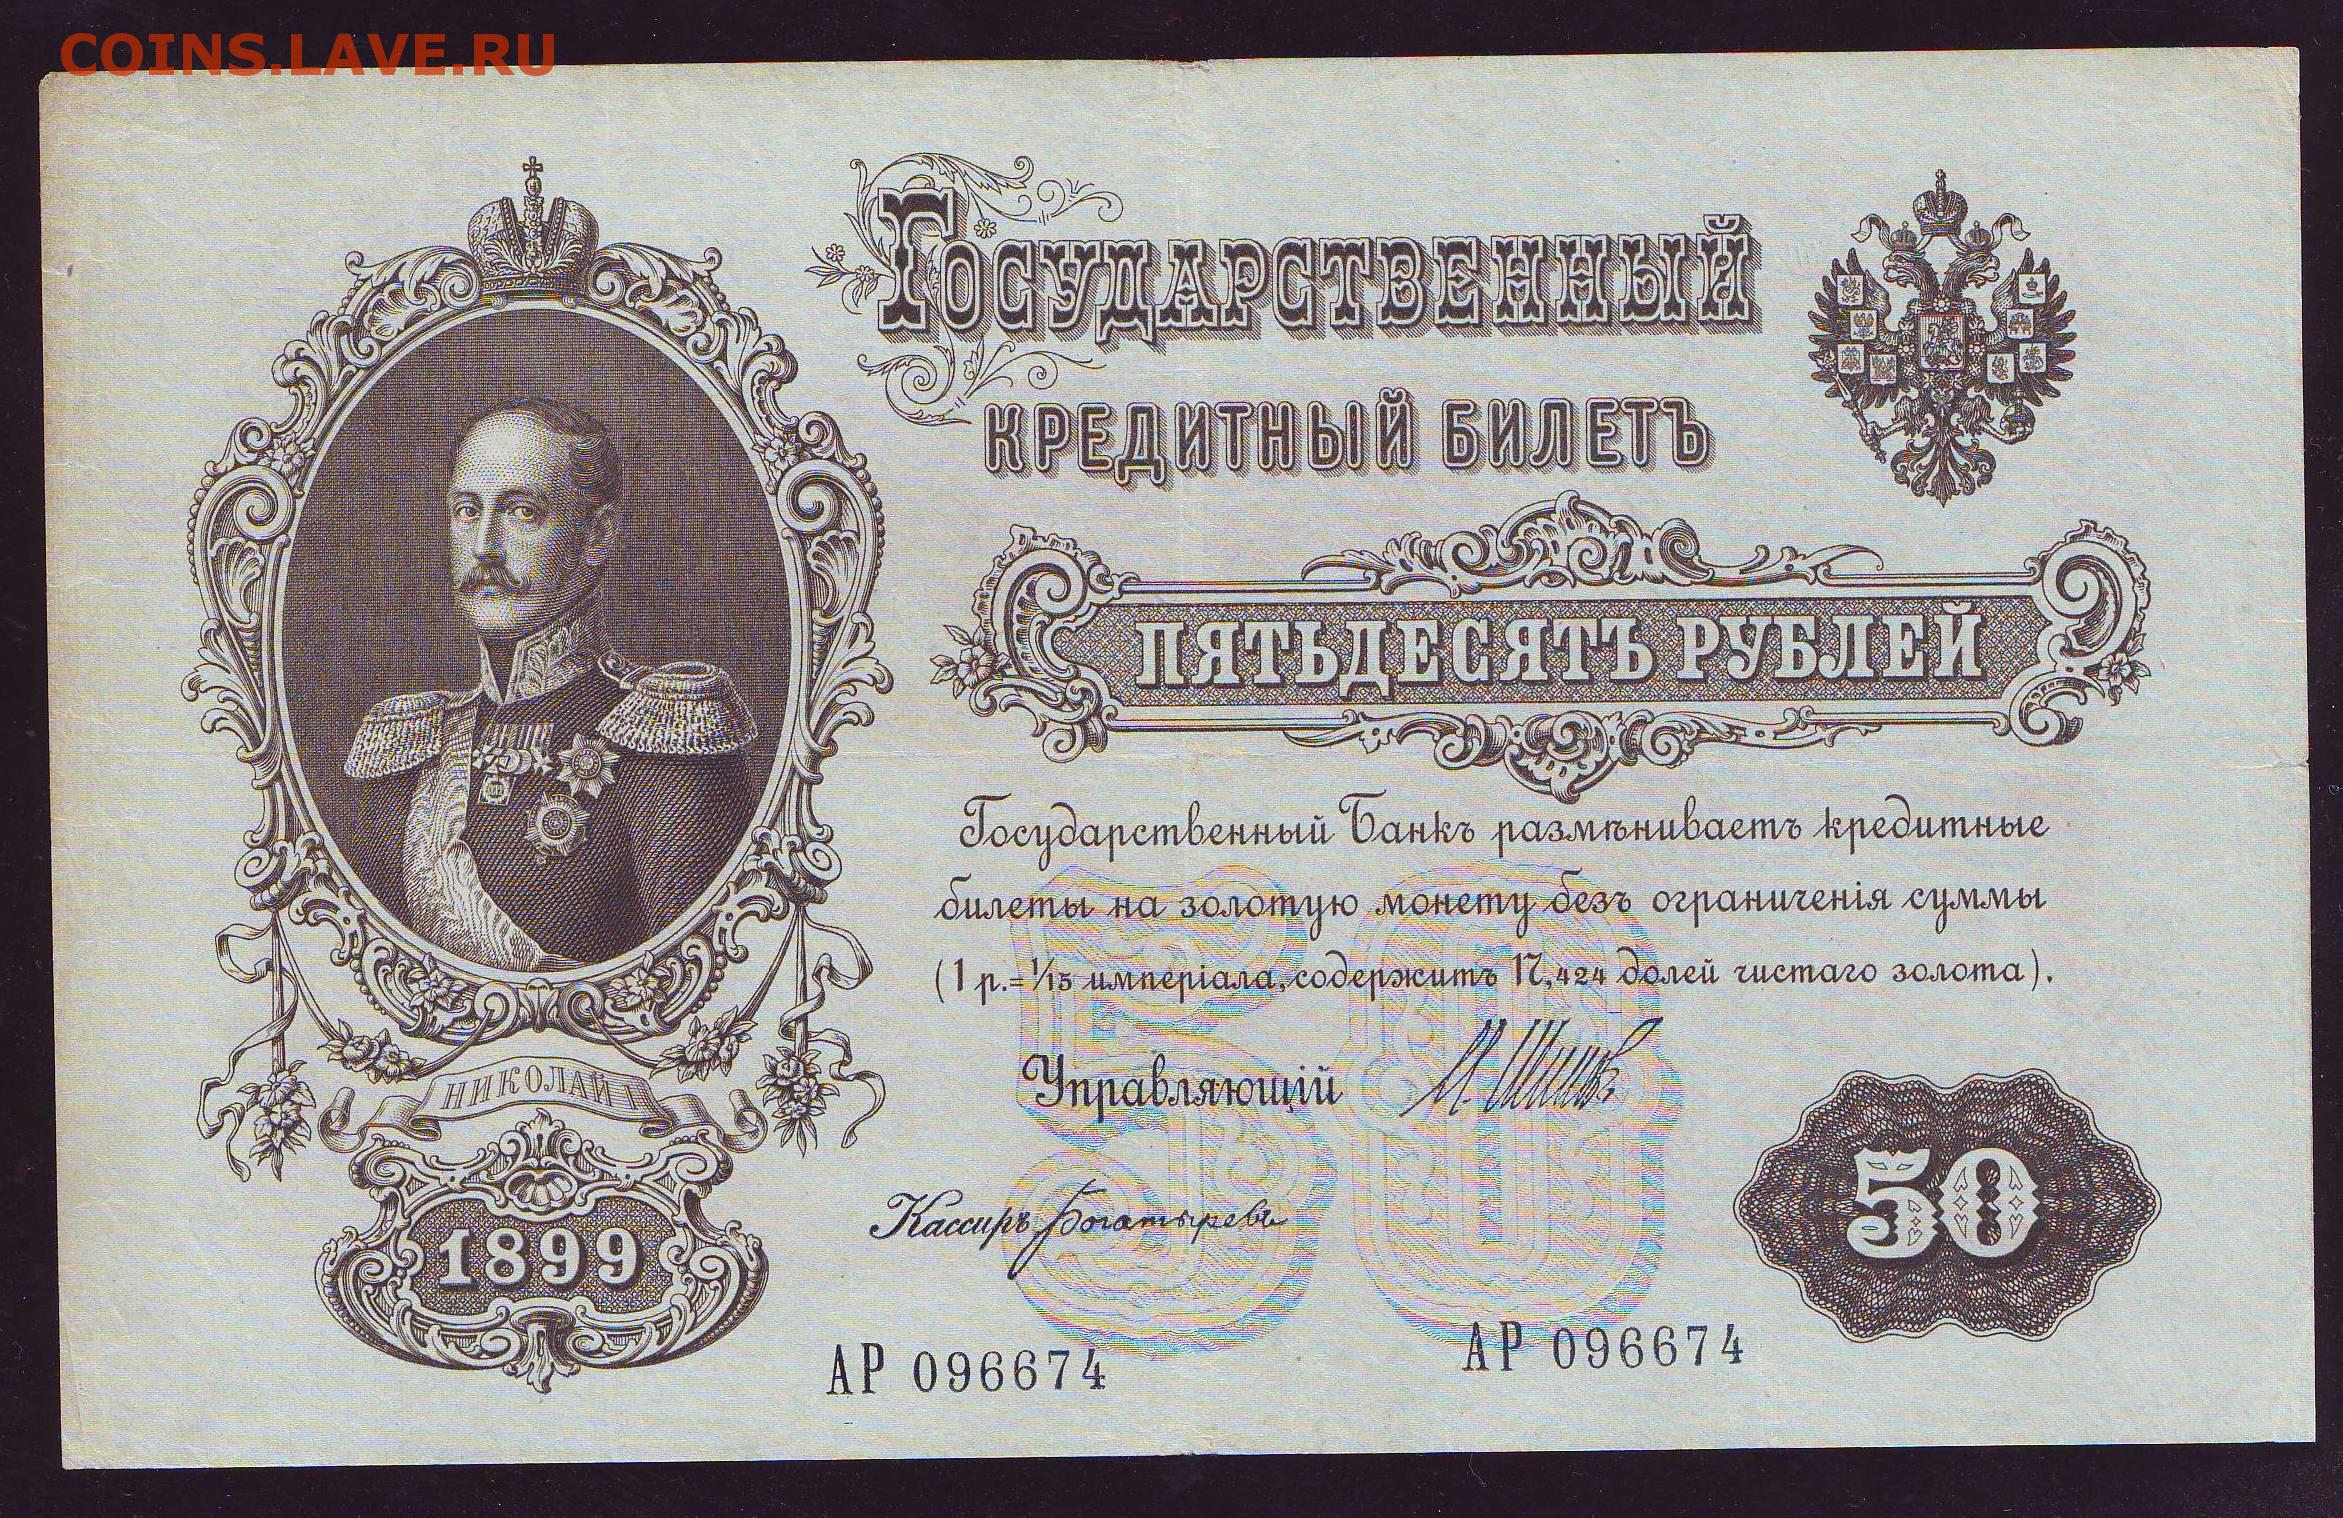 COINS.LAVE.RU
Государственный
кредитный билетъ
пятьдесятъ рублей
Государственный Банкъ размѣниваетъ кредитные
билеты на золотую монету безъ ограниченія суммы
(1 р.=1/15 имперіала, содержитъ 17,424 долей чистаго золота).
Управляющій И. Шипов
Кассиръ Богатыревъ
НИКОЛАЙ I
1899
50
50
АР 096674
АР 096674